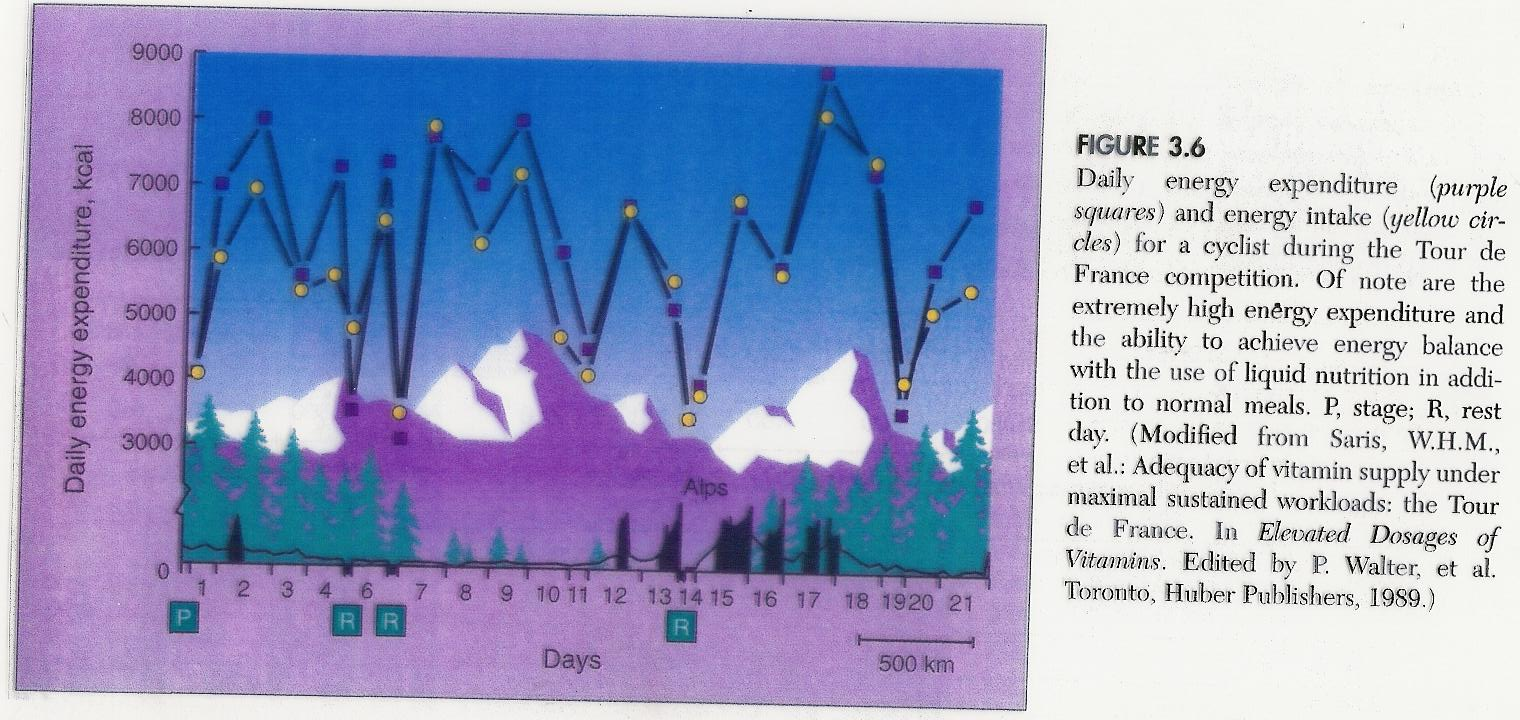 9000
8000
7000
6000
5000
4000
3000
0
Daily energy expenditure, kcal
Alps
1 2 3 4 6 7 8 9 10 11 12 13 14 15 16 17 18 19 20 21
P R R R
Days
500 km
FIGURE 3.6
Daily energy expenditure (purple
squares) and energy intake (yellow cir-
cles) for a cyclist during the Tour de
France competition. Of note are the
extremely high energy expenditure and
the ability to achieve energy balance
with the use of liquid nutrition in addi-
tion to normal meals. P, stage; R, rest
day. (Modified from Saris, W.H.M.,
et al.: Adequacy of vitamin supply under
maximal sustained workloads: the Tour
de France. In Elevated Dosages of
Vitamins. Edited by P. Walter, et al.
Toronto, Huber Publishers, 1989.)